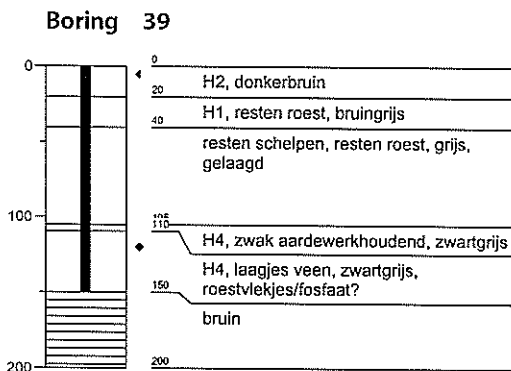 Boring 39
0
0
H2, donkerbruin
20
H1, resten roest, bruingrijs
40
resten schelpen, resten roest, grijs,
gelaagd
100
105
110
H4, zwak aardewerkhoudend, zwartgrijs
H4, laagjes veen, zwartgrijs,
roestvlekjes/fosfaat?
150
bruin
200
200